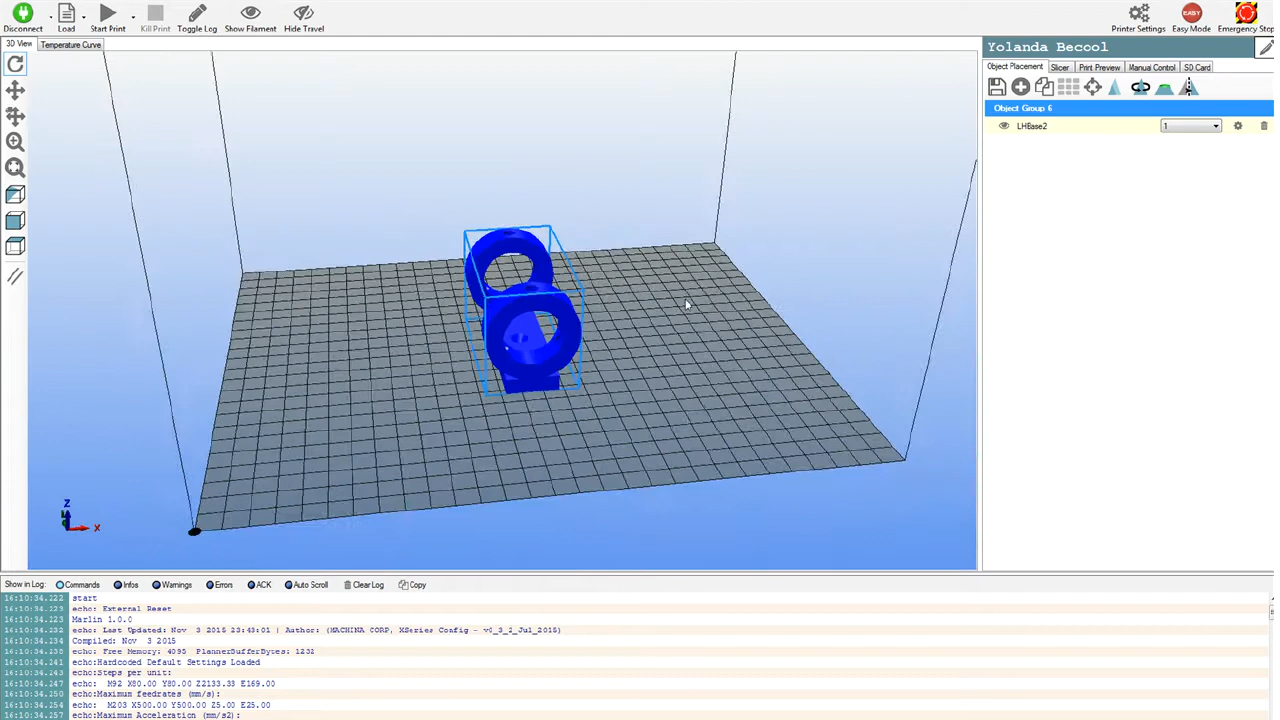 Disconnect Load Start Print Kill Print Toggle Log Show Filament Hide Travel Printer Settings Easy Mode Emergency Stop
EASY
3D View Temperature Curve
Yolanda Becool
Object Placement Slicer Print Preview Manual Control SD Card
Object Group 6
LHBase2 1
Z
X
Show in Log: Commands Infos Warnings Errors ACK Auto Scroll Clear Log Copy
16:10:34.222 start
16:10:34.223 echo: External Reset
16:10:34.223 Marlin 1.0.0
16:10:34.232 echo: Last Updated: Nov 3 2015 23:43:01 | Author: (MACHINA CORP, XSeries Config - v0_3_2_Jul_2015)
16:10:34.234 Compiled: Nov 3 2015
16:10:34.238 echo: Free Memory: 4095 PlannerBufferBytes: 1232
16:10:34.241 echo:Hardcoded Default Settings Loaded
16:10:34.243 echo:Steps per unit:
16:10:34.247 echo: M92 X80.00 Y80.00 Z2133.33 E169.00
16:10:34.250 echo:Maximum feedrates (mm/s):
16:10:34.254 echo: M203 X500.00 Y500.00 Z5.00 E25.00
16:10:34.257 echo:Maximum Acceleration (mm/s2):